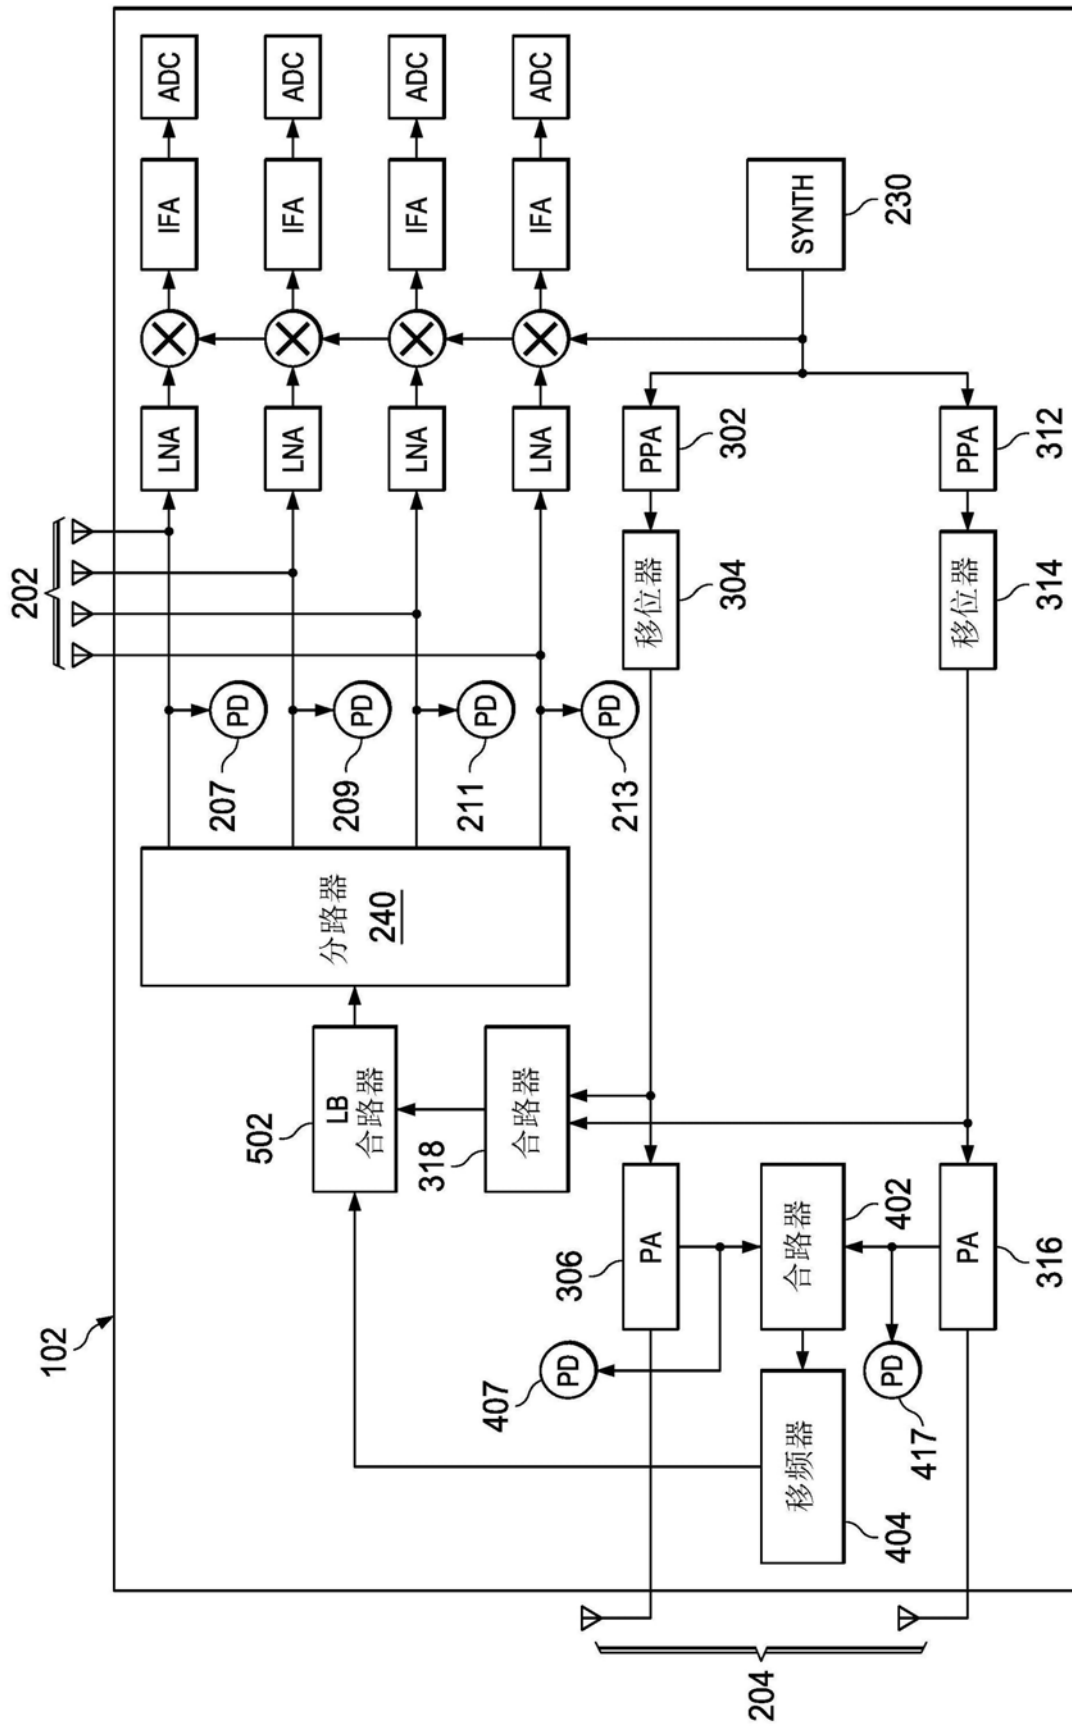 102
202
204
分路器
240
LB
合路器
502
合路器
318
PD
207
PD
209
PD
211
PD
213
LNA
IFA
ADC
LNA
IFA
ADC
LNA
IFA
ADC
LNA
IFA
ADC
PA
306
移位器
304
PPA
302
PD
407
移频器
404
合路器
402
SYNTH
230
PD
417
PA
316
移位器
314
PPA
312